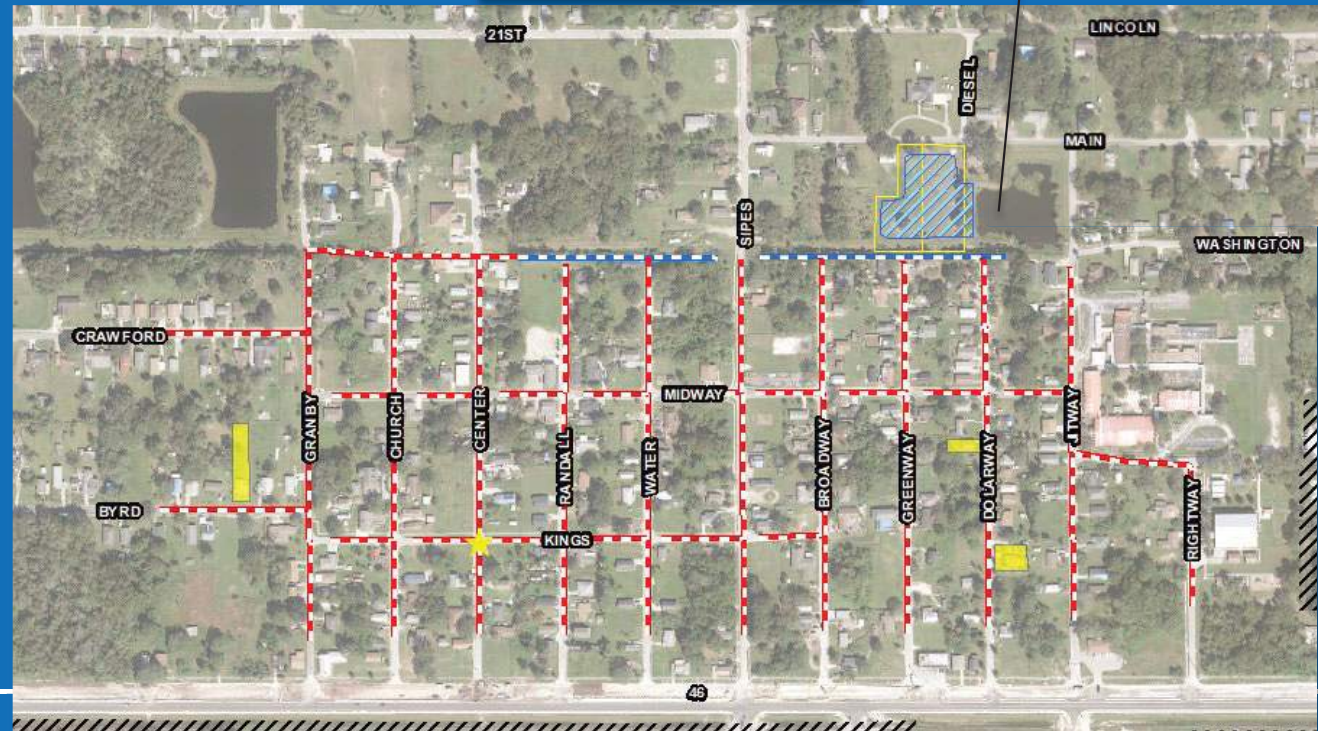 21ST
LINCOLN
DIESEL
MAIN
SIPES
WASHINGTON
CRAWFORD
GRANBY
CHURCH
CENTER
RANDALL
WATER
MIDWAY
BROADWAY
GREENWAY
DOLARWAY
JITWAY
RIGHTWAY
BYRD
KINGS
46